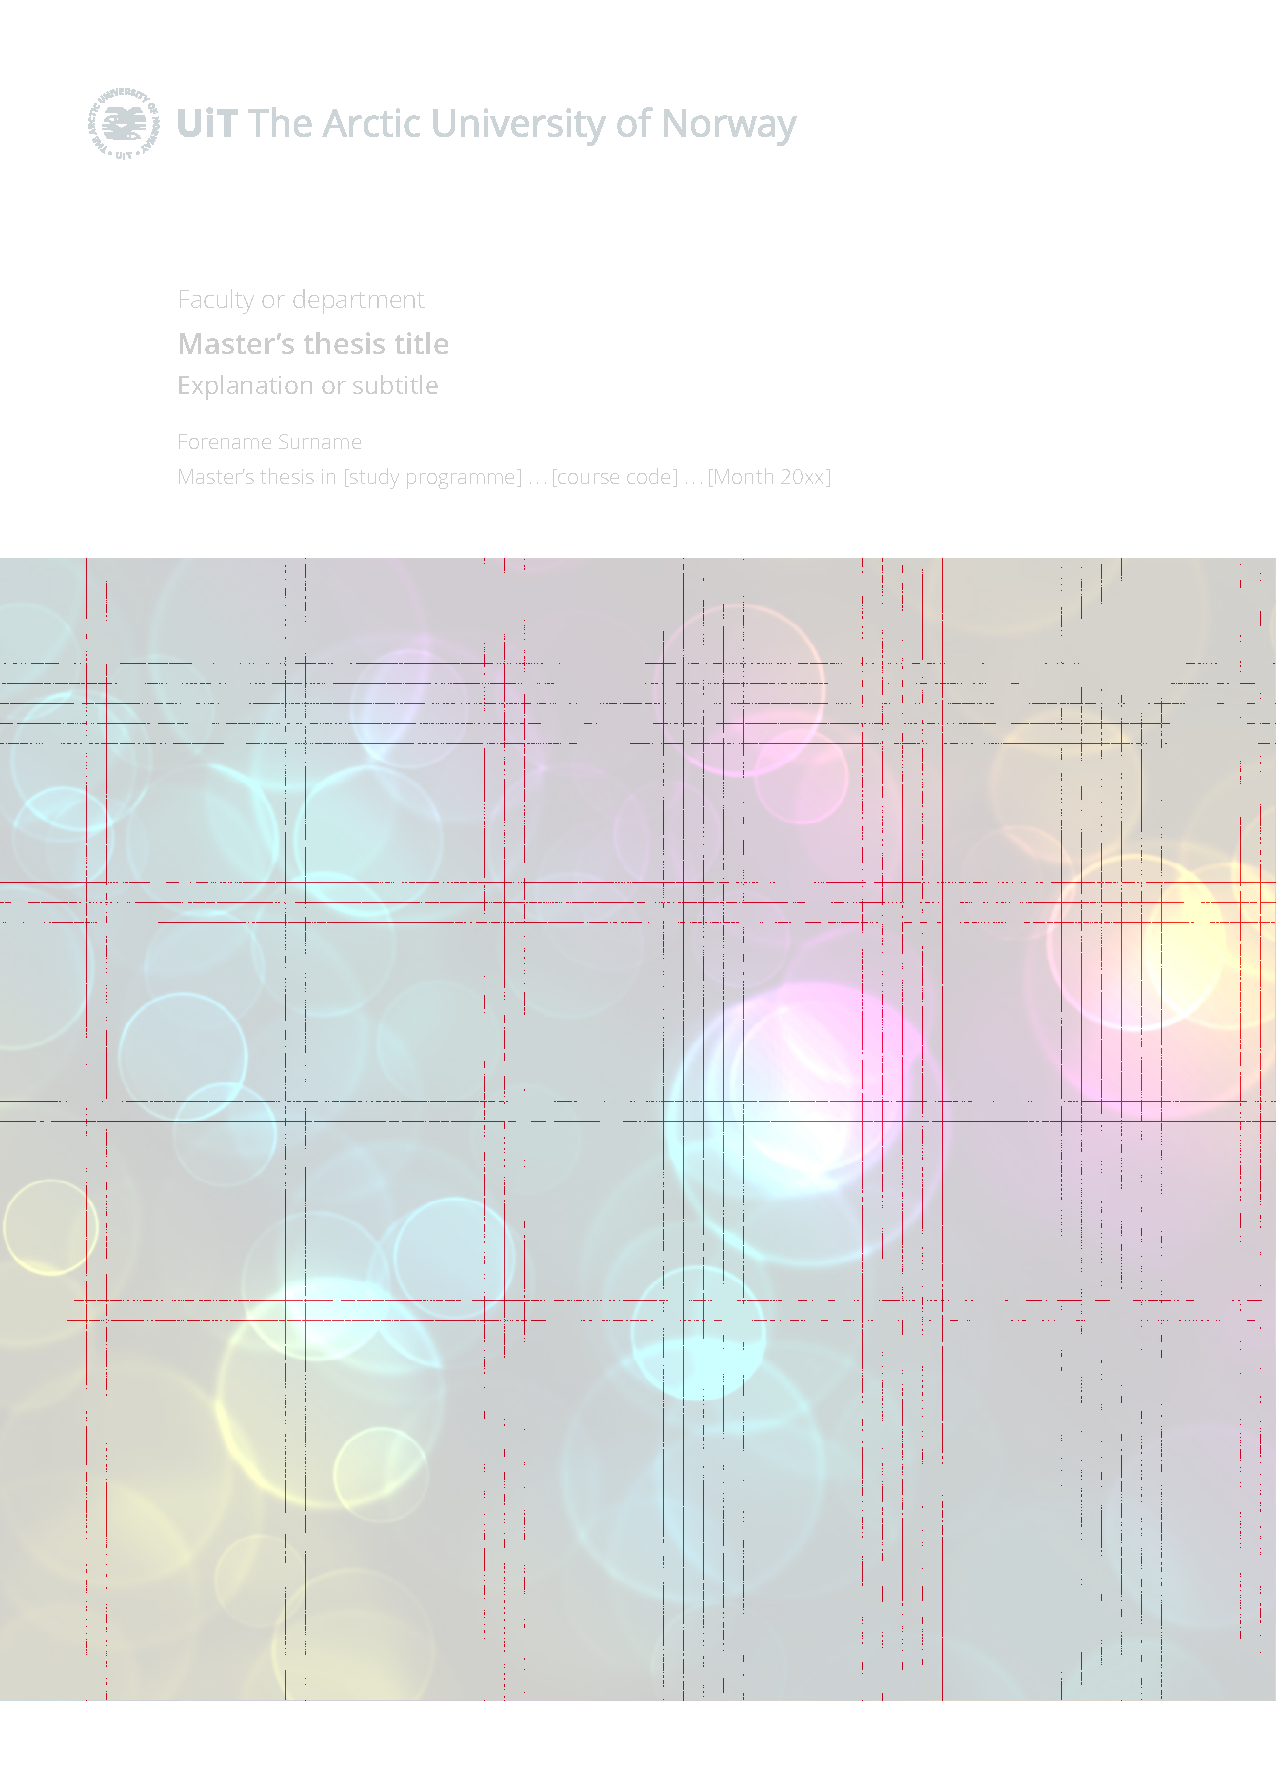 THE ARCTIC UNIVERSITY OF NORWAY • UiT •
UiT The Arctic University of Norway
Faculty or department
Master’s thesis title
Explanation or subtitle
Forename Surname
Master’s thesis in [study programme] … [course code] … [Month 20xx]